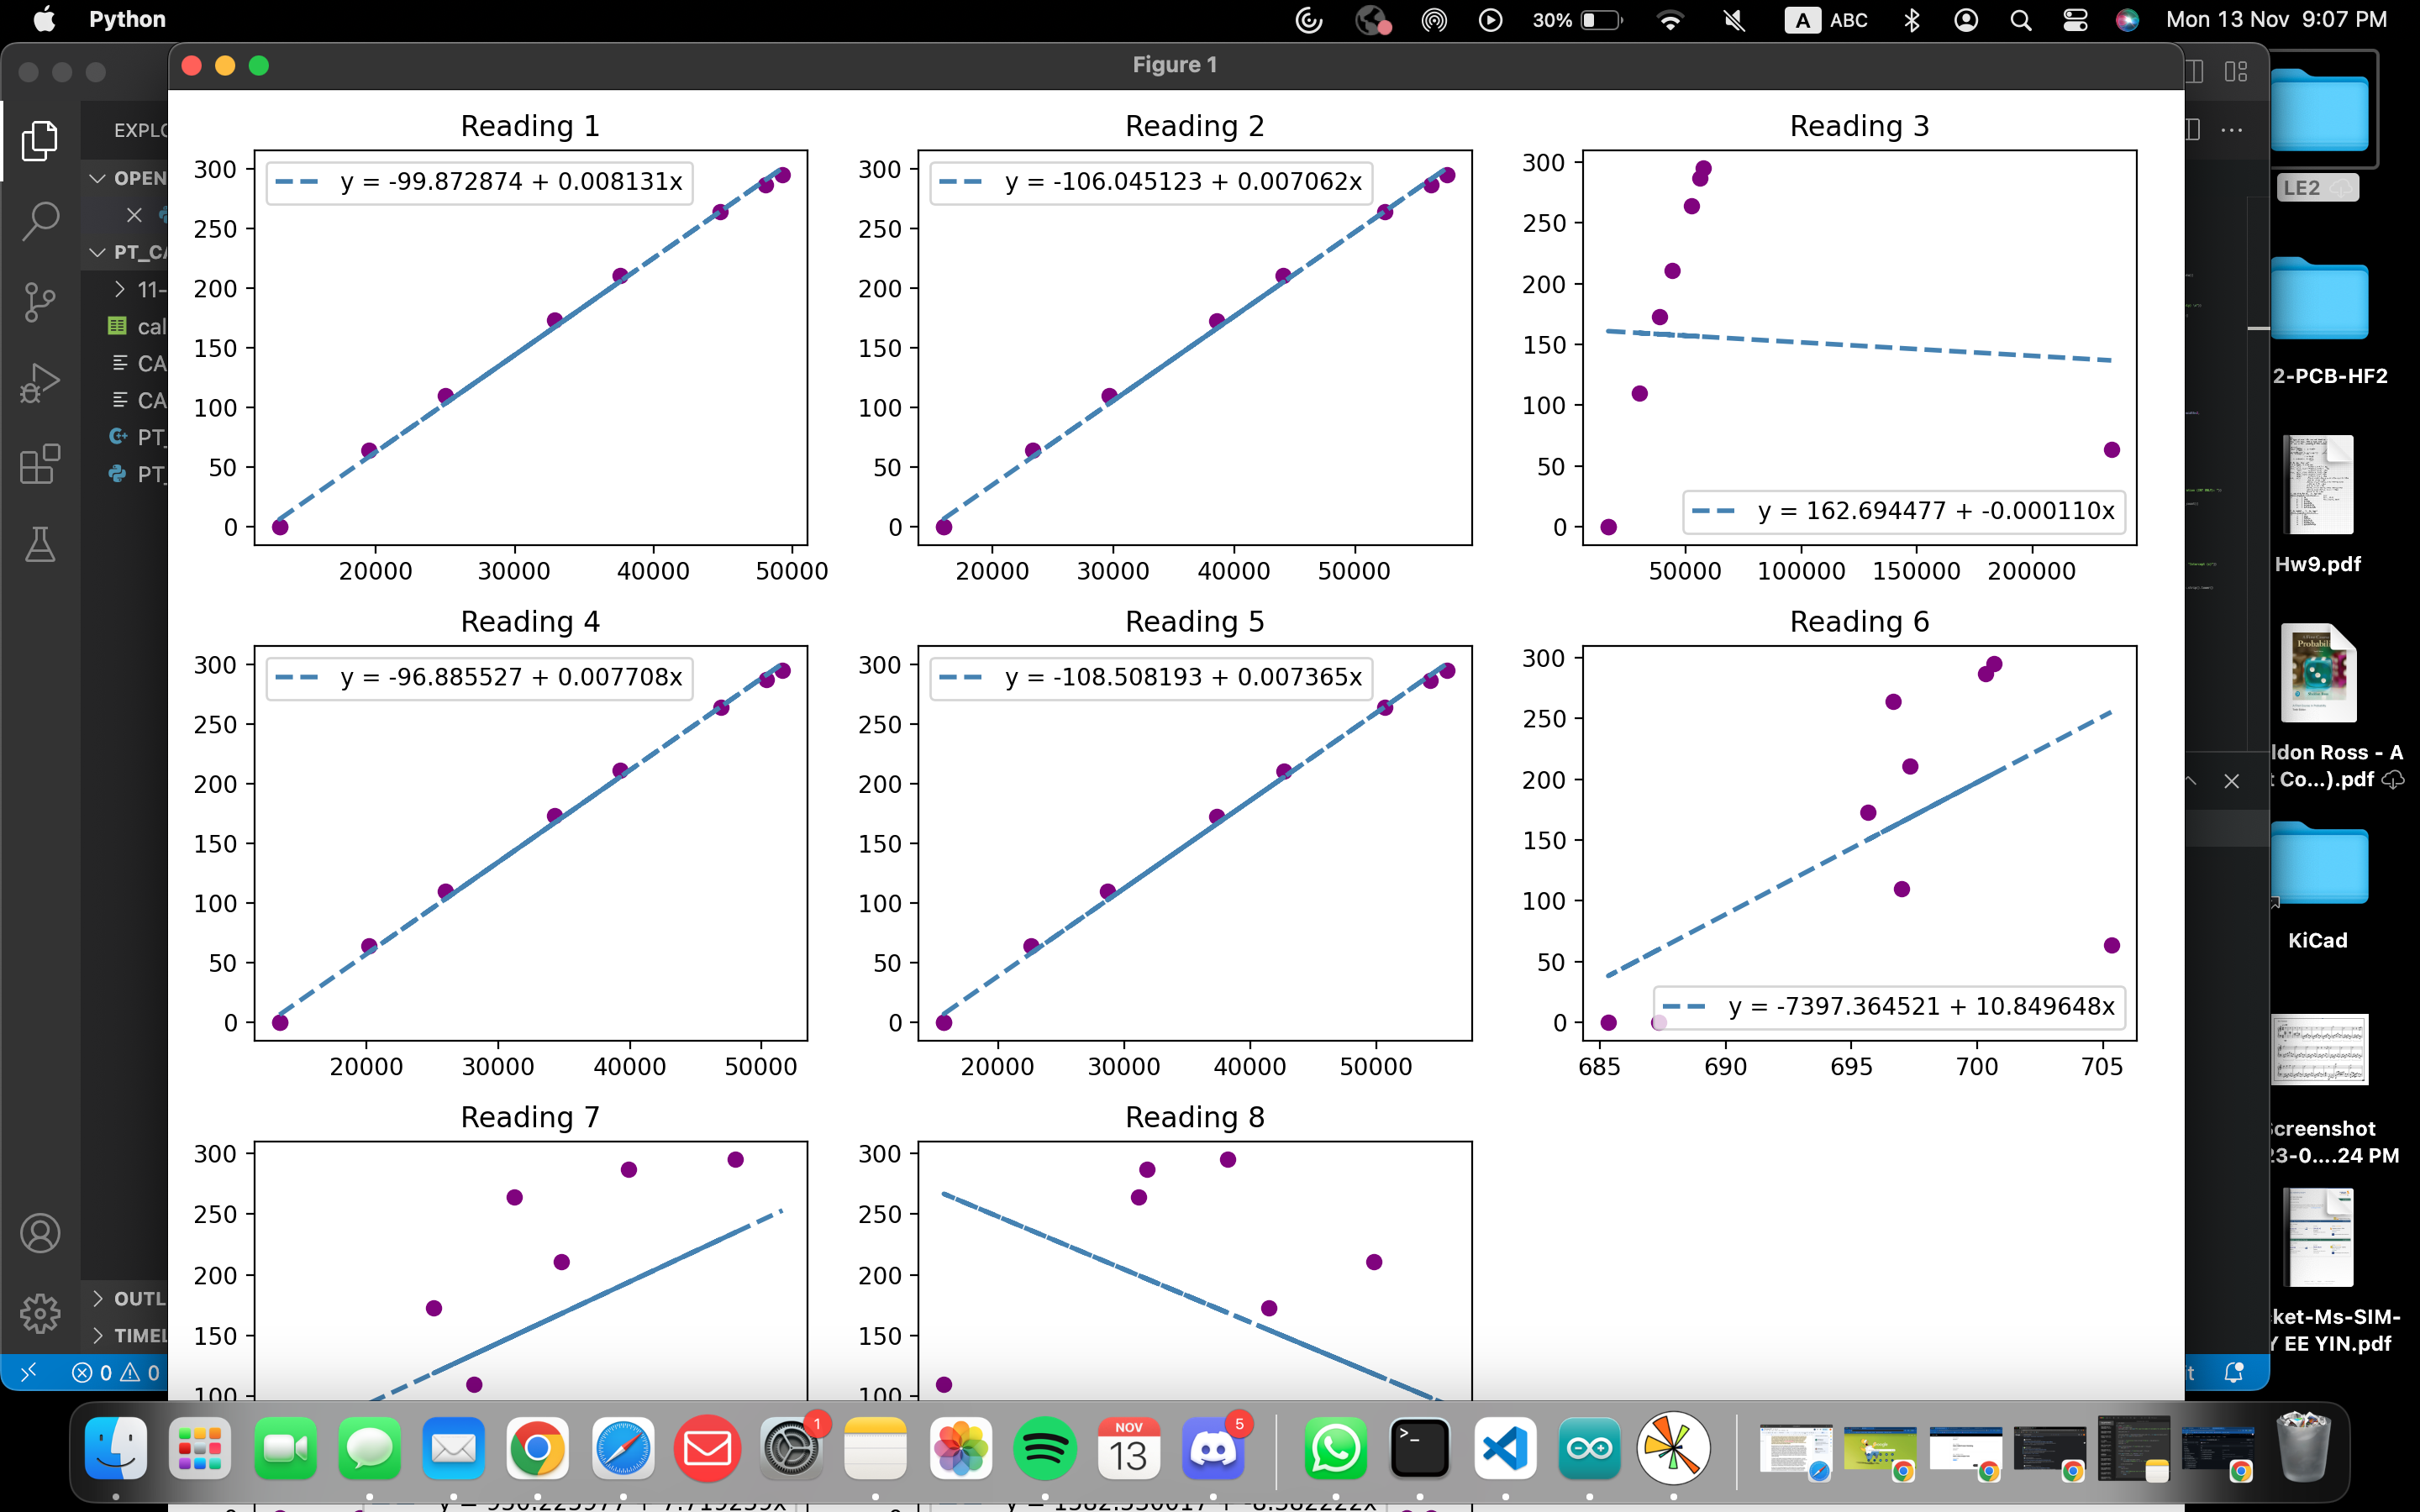 Python
30%
A ABC
Mon 13 Nov 9:07 PM
Figure 1
EXPLO
OPEN
PT_CA
11-
cal
CA
CA
PT_
PT_
OUTL
TIMEL
0 0
Reading 1
y = -99.872874 + 0.008131x
300
250
200
150
100
50
0
20000 30000 40000 50000
Reading 2
y = -106.045123 + 0.007062x
300
250
200
150
100
50
0
20000 30000 40000 50000
Reading 3
300
250
200
150
100
50
0
y = 162.694477 + -0.000110x
50000 100000 150000 200000
Reading 4
y = -96.885527 + 0.007708x
300
250
200
150
100
50
0
20000 30000 40000 50000
Reading 5
y = -108.508193 + 0.007365x
300
250
200
150
100
50
0
20000 30000 40000 50000
Reading 6
300
250
200
150
100
50
0
y = -7397.364521 + 10.849648x
685 690 695 700 705
Reading 7
300
250
200
150
100
Reading 8
300
250
200
150
100
LE2
2-PCB-HF2
Hw9.pdf
ldon Ross - A
t Co...).pdf
KiCad
Screenshot
23-0....24 PM
ket-Ms-SIM-
Y EE YIN.pdf
1
NOV
13
5